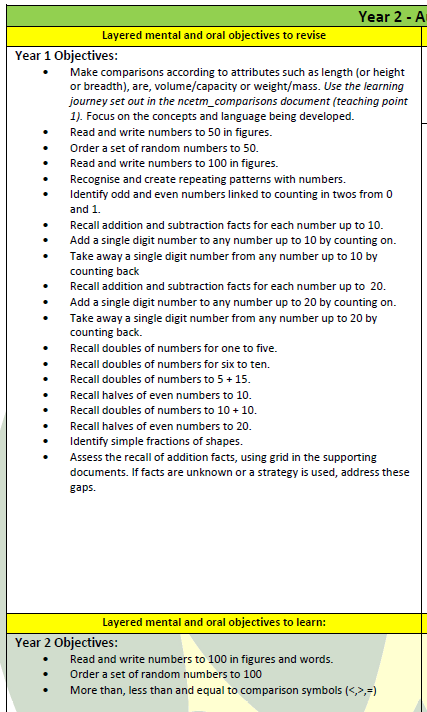 Year 2 - A
Layered mental and oral objectives to revise
Year 1 Objectives:
• Make comparisons according to attributes such as length (or height
or breadth), are, volume/capacity or weight/mass. Use the learning
journey set out in the ncetm_comparisons document (teaching point
1). Focus on the concepts and language being developed.
• Read and write numbers to 50 in figures.
• Order a set of random numbers to 50.
• Read and write numbers to 100 in figures.
• Recognise and create repeating patterns with numbers.
• Identify odd and even numbers linked to counting in twos from 0
and 1.
• Recall addition and subtraction facts for each number up to 10.
• Add a single digit number to any number up to 10 by counting on.
• Take away a single digit number from any number up to 10 by
counting back
• Recall addition and subtraction facts for each number up to 20.
• Add a single digit number to any number up to 20 by counting on.
• Take away a single digit number from any number up to 20 by
counting back.
• Recall doubles of numbers for one to five.
• Recall doubles of numbers for six to ten.
• Recall doubles of numbers to 5 + 15.
• Recall halves of even numbers to 10.
• Recall doubles of numbers to 10 + 10.
• Recall halves of even numbers to 20.
• Identify simple fractions of shapes.
• Assess the recall of addition facts, using grid in the supporting
documents. If facts are unknown or a strategy is used, address these
gaps.
Layered mental and oral objectives to learn:
Year 2 Objectives:
• Read and write numbers to 100 in figures and words.
• Order a set of random numbers to 100
• More than, less than and equal to comparison symbols (<,>,=)